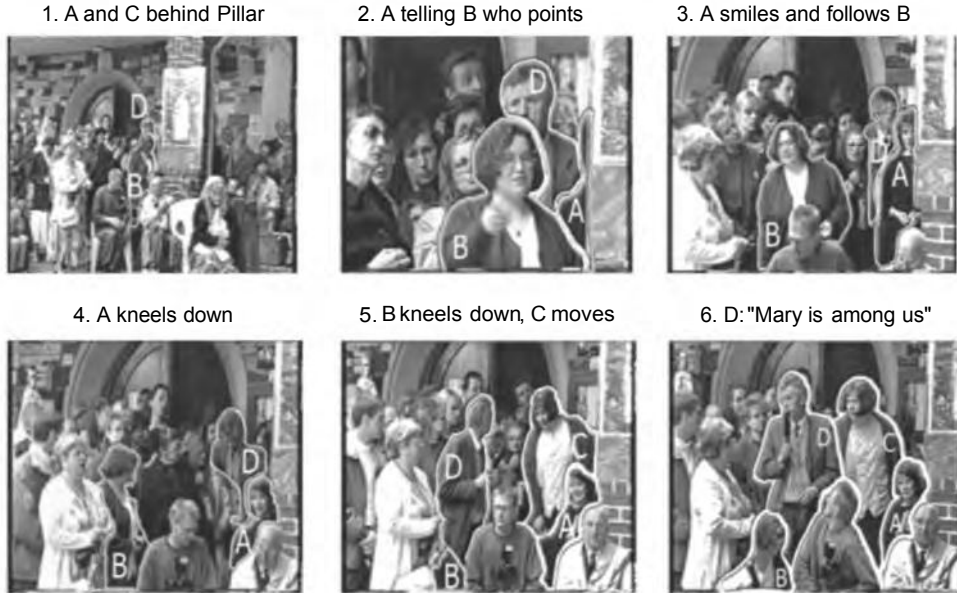 1. A and C behind Pillar
2. A telling B who points
3. A smiles and follows B
D
B
D
B
A
D
A
B
4. A kneels down
5. B kneels down, C moves
6. D: "Mary is among us"
D
B
A
D
C
A
B
D
C
A
B